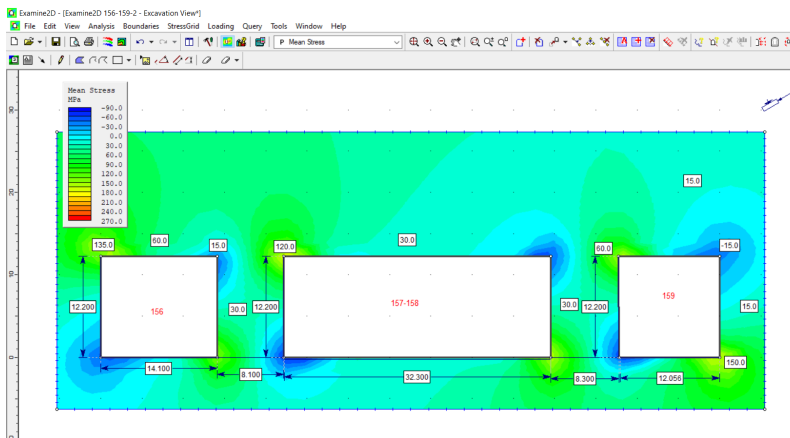 Examine2D - [Examine2D 156-159-2 - Excavation View*]
File Edit View Analysis Boundaries StressGrid Loading Query Tools Window Help
P Mean Stress
Mean Stress
MPa
-90.0
-60.0
-30.0
0.0
30.0
60.0
90.0
120.0
150.0
180.0
210.0
240.0
270.0
30
20
15.0
135.0 60.0 15.0 120.0 30.0 60.0 -15.0
10
12.200 156 30.0 12.200 157-158 30.0 12.200 159 15.0
0
150.0
14.100 8.100 32.300 8.300 12.056